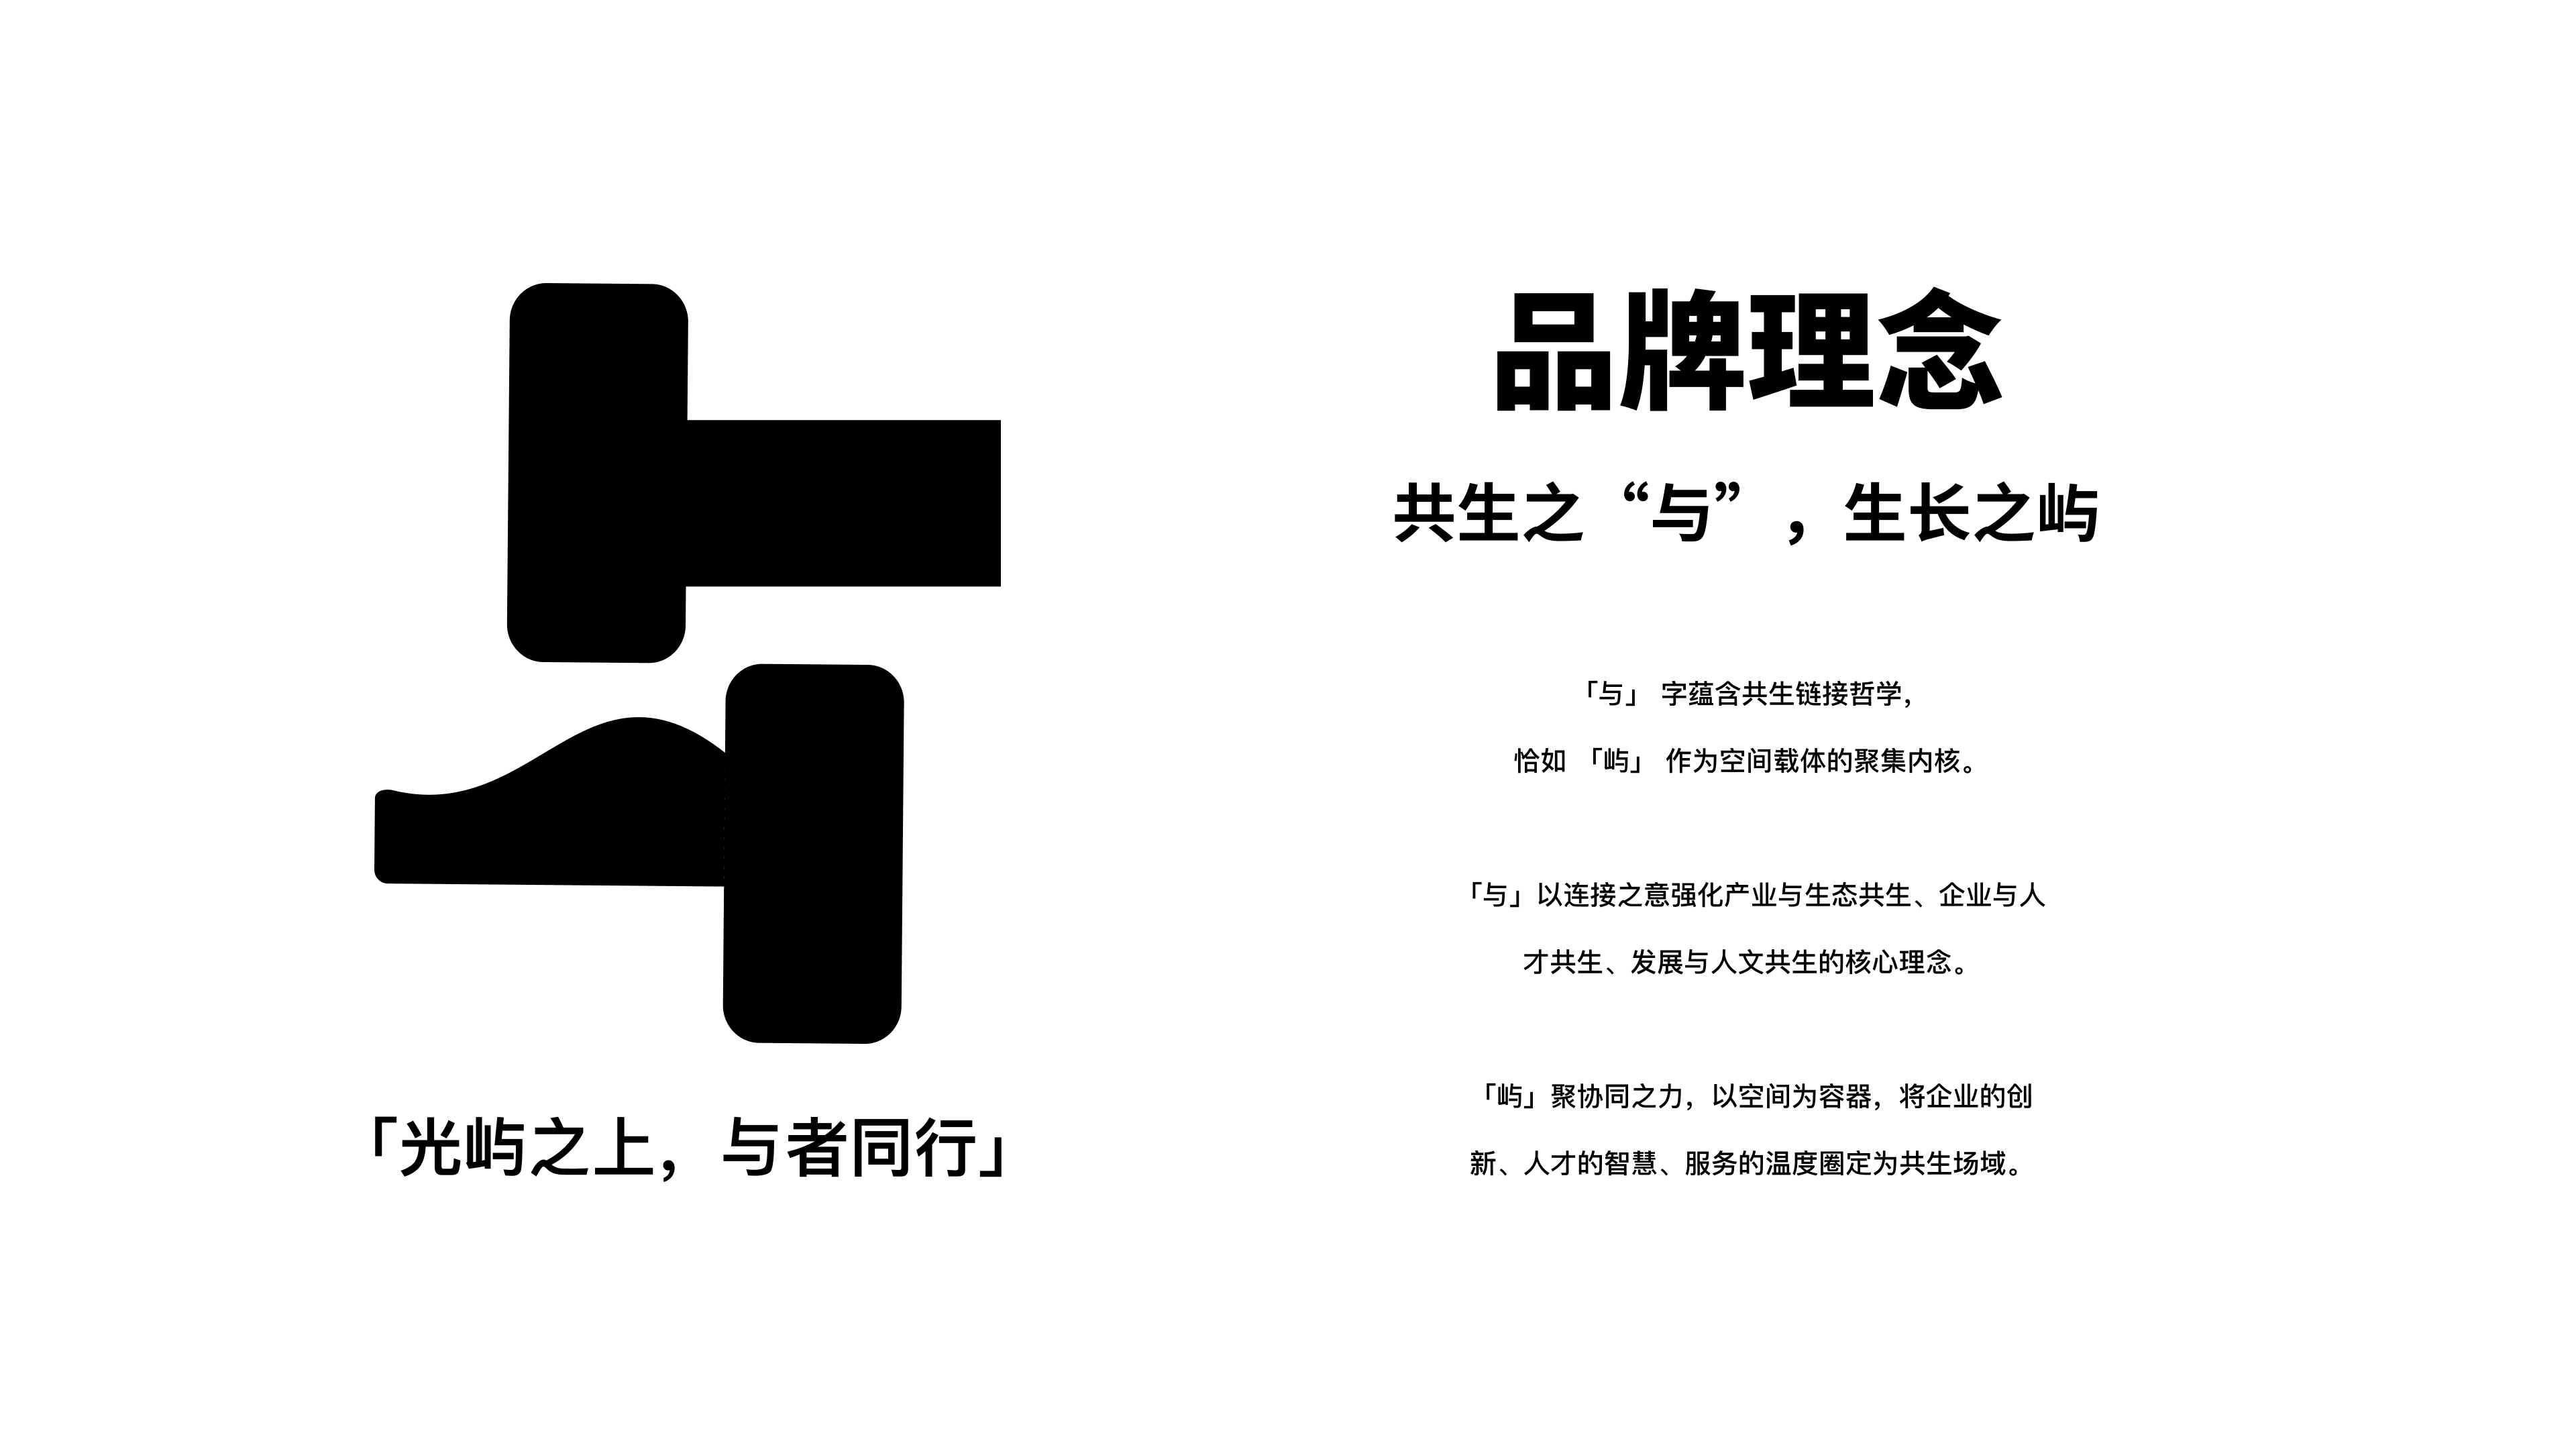 品牌理念
共生之“与”，生长之屿
「与」 字蕴含共生链接哲学，
恰如 「屿」 作为空间载体的聚集内核。
「与」以连接之意强化产业与生态共生、企业与人
才共生、发展与人文共生的核心理念。
「屿」聚协同之力，以空间为容器，将企业的创
新、人才的智慧、服务的温度圈定为共生场域。
「光屿之上，与者同行」